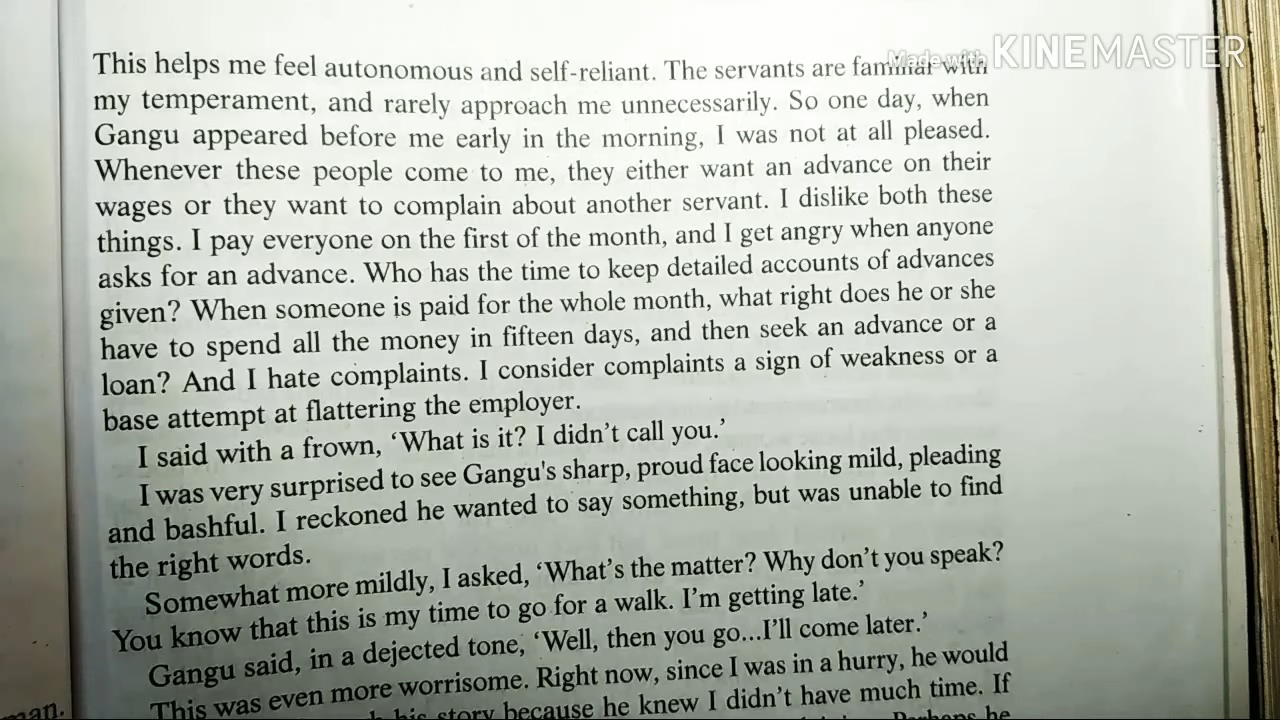 Made with KINEMASTER
This helps me feel autonomous and self-reliant. The servants are familiar with
my temperament, and rarely approach me unnecessarily. So one day, when
Gangu appeared before me early in the morning, I was not at all pleased.
Whenever these people come to me, they either want an advance on their
wages or they want to complain about another servant. I dislike both these
things. I pay everyone on the first of the month, and I get angry when anyone
asks for an advance. Who has the time to keep detailed accounts of advances
given? When someone is paid for the whole month, what right does he or she
have to spend all the money in fifteen days, and then seek an advance or a
loan? And I hate complaints. I consider complaints a sign of weakness or a
base attempt at flattering the employer.
I said with a frown, ‘What is it? I didn’t call you.’
I was very surprised to see Gangu's sharp, proud face looking mild, pleading
and bashful. I reckoned he wanted to say something, but was unable to find
the right words.
Somewhat more mildly, I asked, ‘What’s the matter? Why don’t you speak?
You know that this is my time to go for a walk. I’m getting late.’
Gangu said, in a dejected tone, ‘Well, then you go...I’ll come later.’
This was even more worrisome. Right now, since I was in a hurry, he would
his story because he knew I didn’t have much time. If
man.
Perhaps he